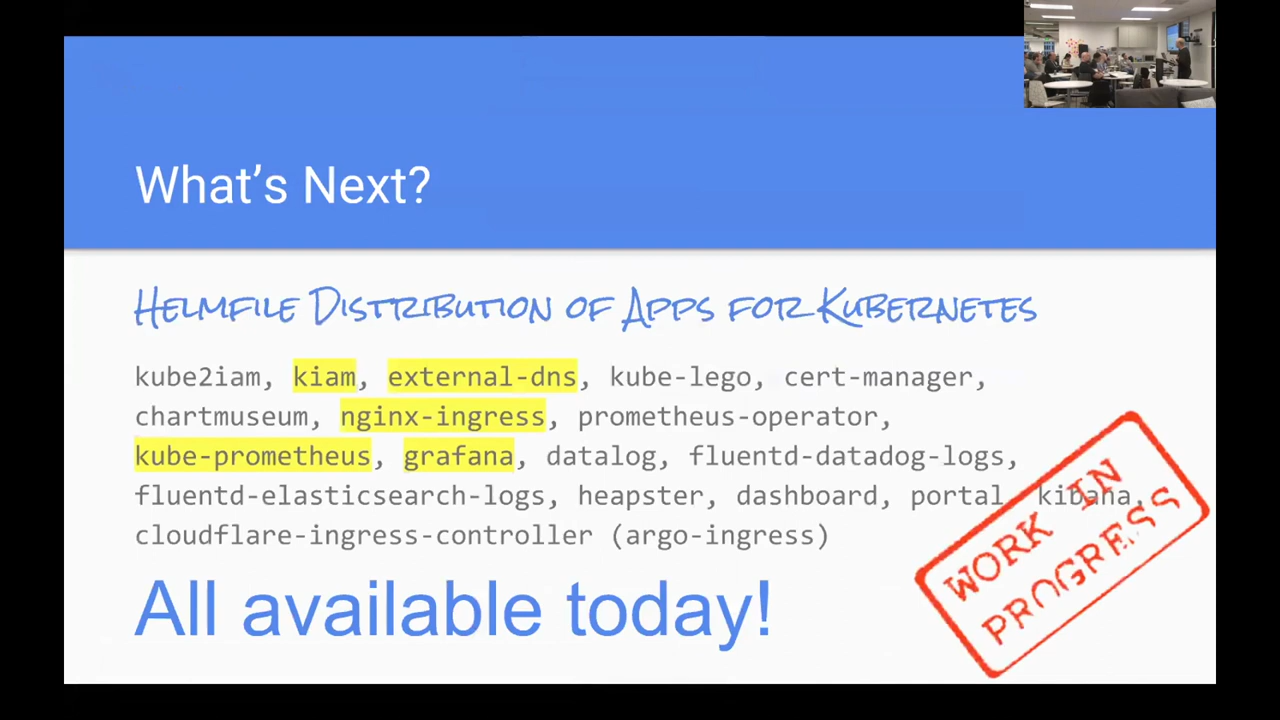 What's Next?
Helmfile Distribution of Apps for Kubernetes
kube2iam, kiam, external-dns, kube-lego, cert-manager,
chartmuseum, nginx-ingress, prometheus-operator,
kube-prometheus, grafana, datalog, fluentd-datadog-logs,
fluentd-elasticsearch-logs, heapster, dashboard, portal, kibana,
cloudflare-ingress-controller (argo-ingress)
All available today!
WORK IN
PROGRESS